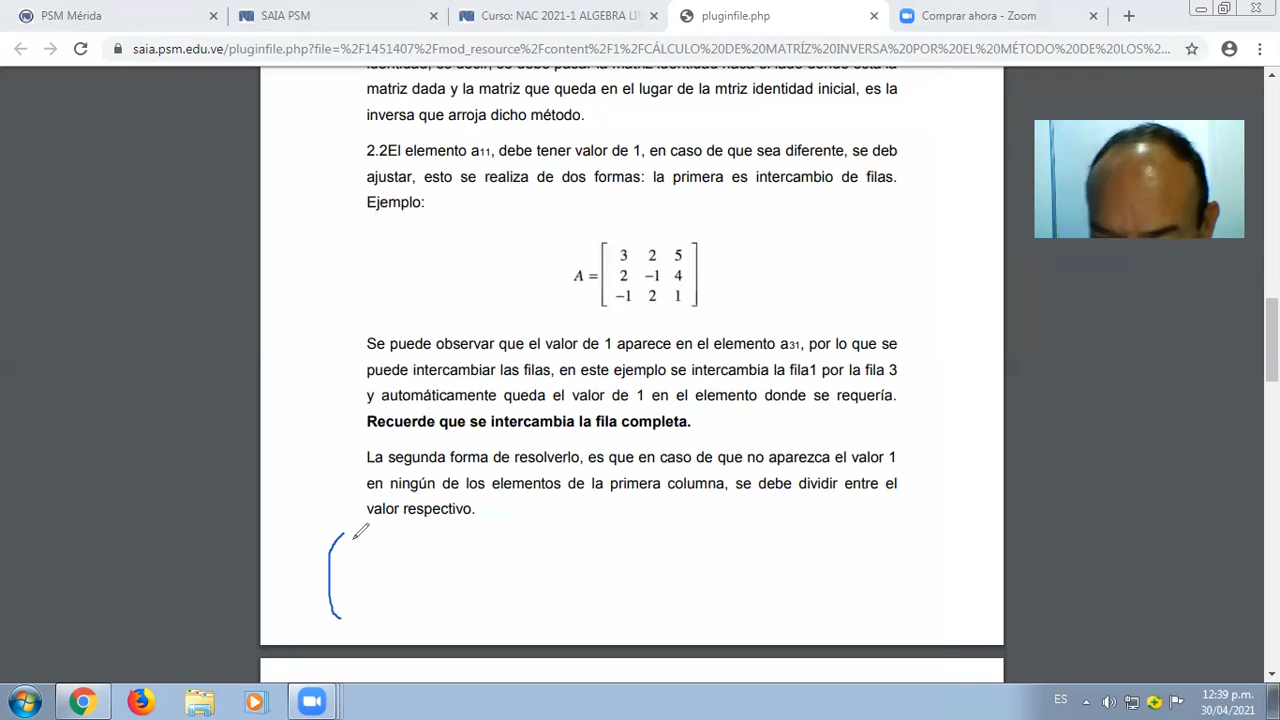 PSM Mérida
SAIA PSM
Curso: NAC 2021-1 ALGEBRA LI
pluginfile.php
Comprar ahora - Zoom
saia.psm.edu.ve/pluginfile.php?file=%2F1451407%2Fmod_resource%2Fcontent%2F1%2FCÁLCULO%20DE%20MATRÍZ%20INVERSA%20POR%20EL%20MÉTODO%20DE%20LOS%20...
identidad, es decir, se debe pasar la matriz identidad hacia el lado donde está la
matriz dada y la matriz que queda en el lugar de la mtriz identidad inicial, es la
inversa que arroja dicho método.
2.2El elemento a11, debe tener valor de 1, en caso de que sea diferente, se deb
ajustar, esto se realiza de dos formas: la primera es intercambio de filas.
Ejemplo:
3 2 5
A = 2 −1 4
−1 2 1
Se puede observar que el valor de 1 aparece en el elemento a31, por lo que se
puede intercambiar las filas, en este ejemplo se intercambia la fila1 por la fila 3
y automáticamente queda el valor de 1 en el elemento donde se requería.
Recuerde que se intercambia la fila completa.
La segunda forma de resolverlo, es que en caso de que no aparezca el valor 1
en ningún de los elementos de la primera columna, se debe dividir entre el
valor respectivo.
ES
12:39 p.m.
30/04/2021